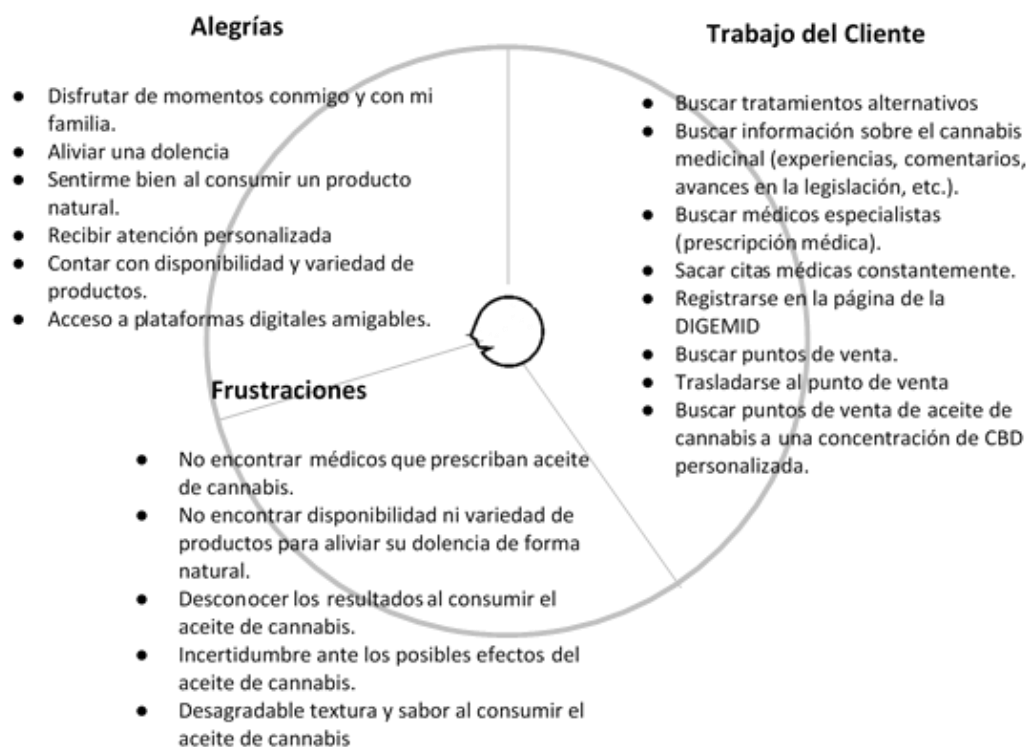 Alegrías
Disfrutar de momentos conmigo y con mi
familia.
Aliviar una dolencia
Sentirme bien al consumir un producto
natural.
Recibir atención personalizada
Contar con disponibilidad y variedad de
productos.
Acceso a plataformas digitales amigables.
Trabajo del Cliente
Buscar tratamientos alternativos
Buscar información sobre el cannabis
medicinal (experiencias, comentarios,
avances en la legislación, etc.).
Buscar médicos especialistas
(prescripción médica).
Sacar citas médicas constantemente.
Registrarse en la página de la
DIGEMID
Buscar puntos de venta.
Trasladarse al punto de venta
Buscar puntos de venta de aceite de
cannabis a una concentración de CBD
personalizada.
Frustraciones
No encontrar médicos que prescriban aceite
de cannabis.
No encontrar disponibilidad ni variedad de
productos para aliviar su dolencia de forma
natural.
Desconocer los resultados al consumir el
aceite de cannabis.
Incertidumbre ante los posibles efectos del
aceite de cannabis.
Desagradable textura y sabor al consumir el
aceite de cannabis